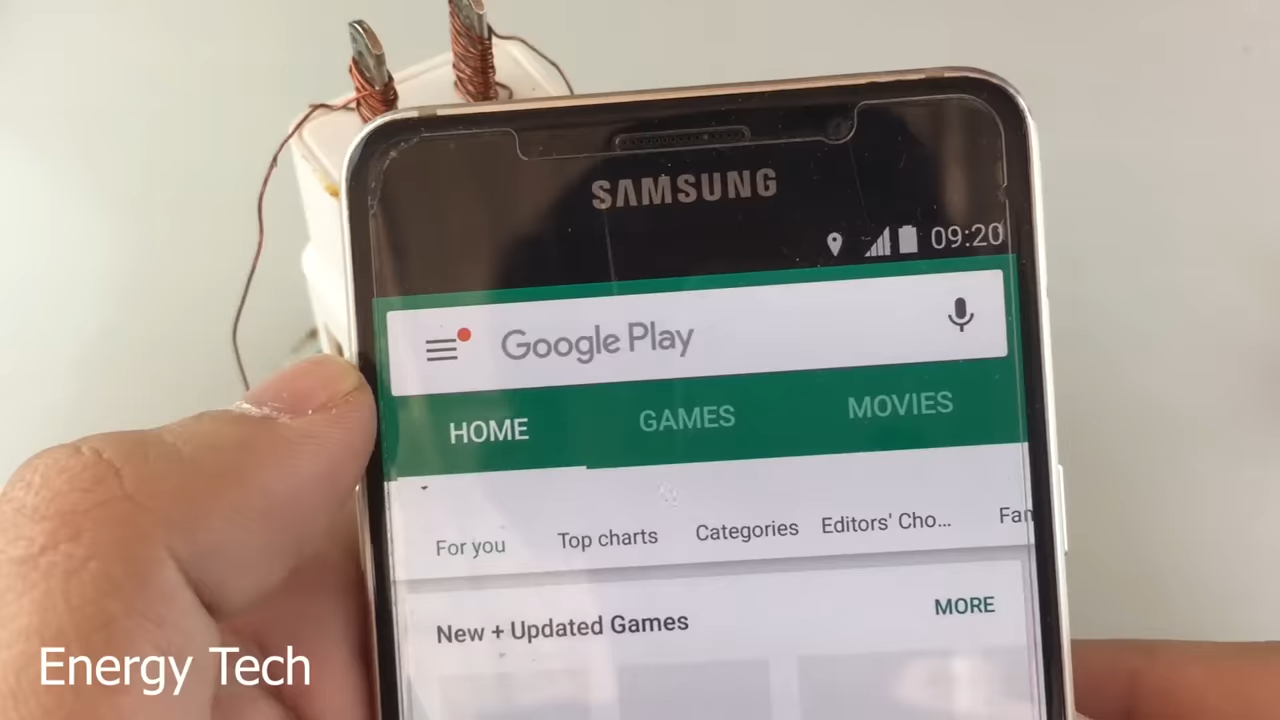 SAMSUNG
09:20
Google Play
HOME GAMES MOVIES
For you Top charts Categories Editors' Cho... Fan
New + Updated Games MORE
Energy Tech